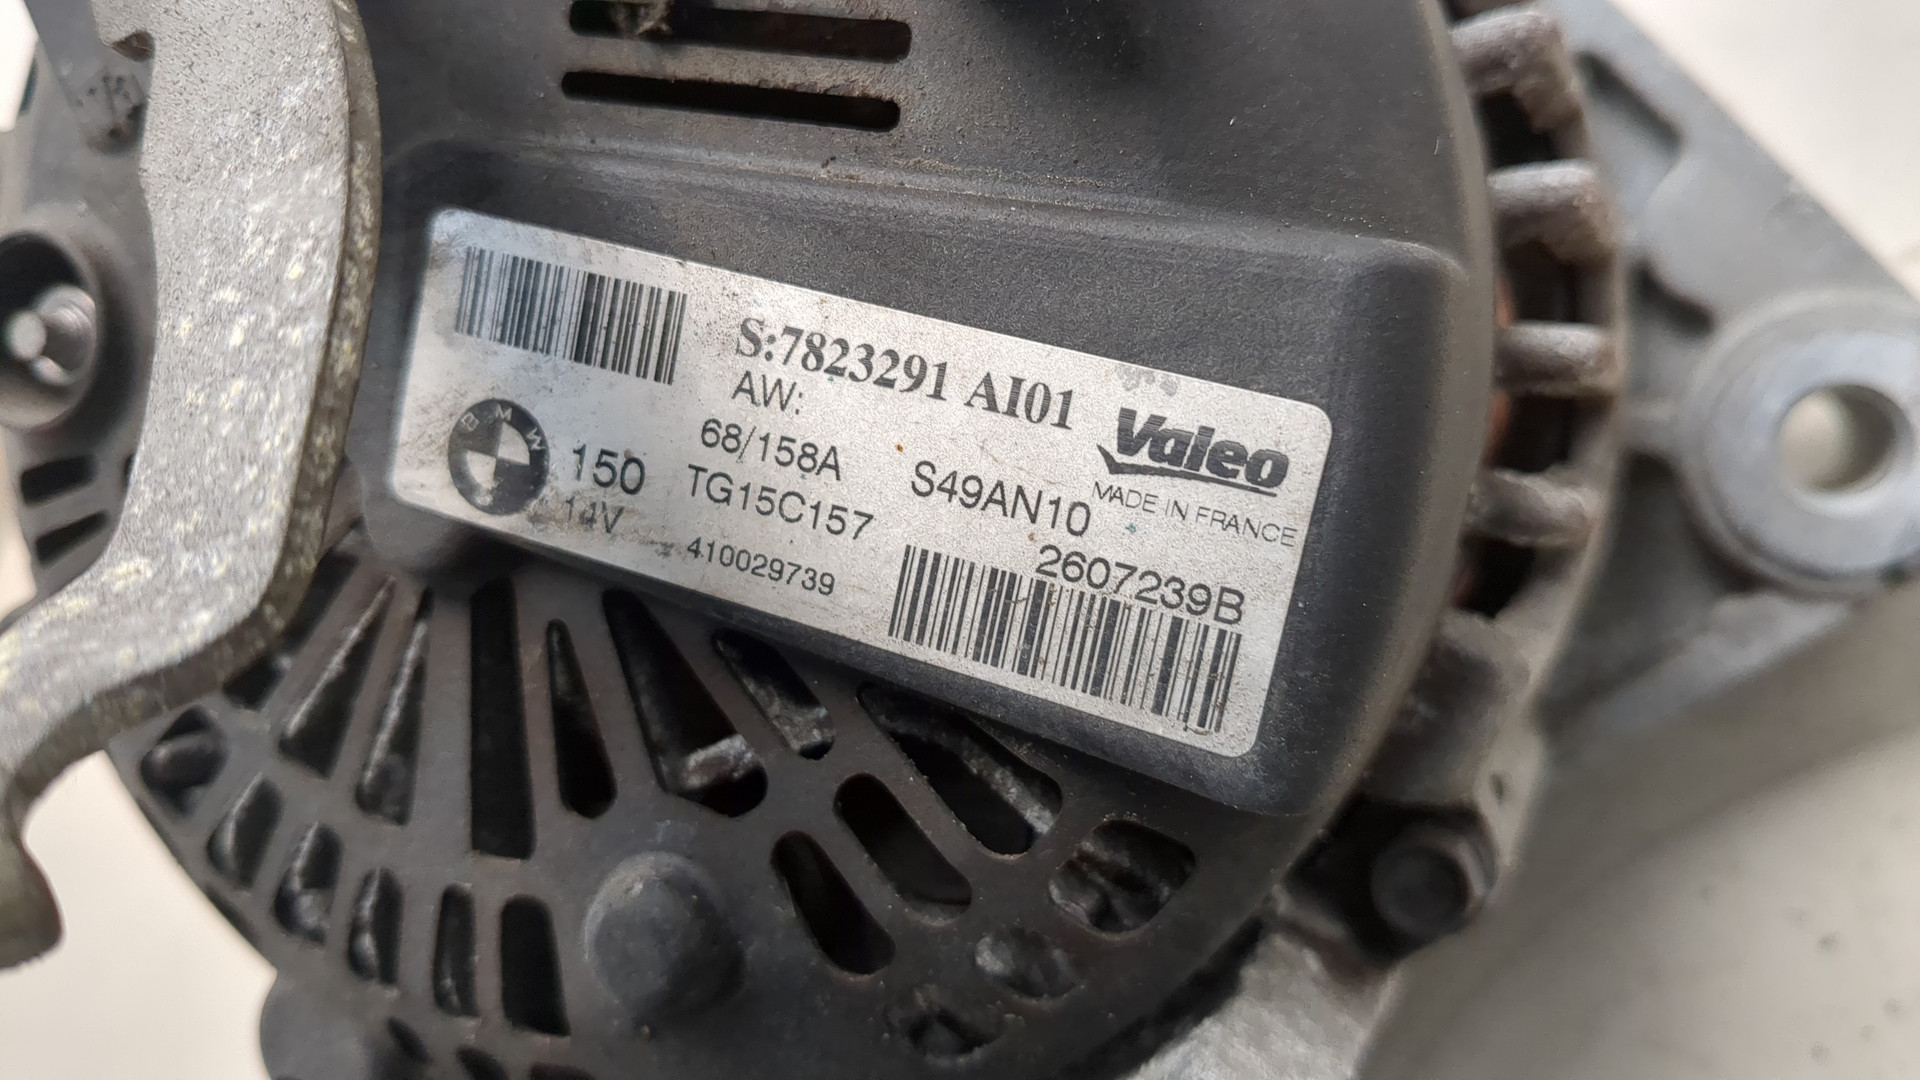 S:7823291 AI01
AW:
68/158A
BMW
150
14V
TG15C157
410029739
S49AN10
Valeo
MADE IN FRANCE
2607239B